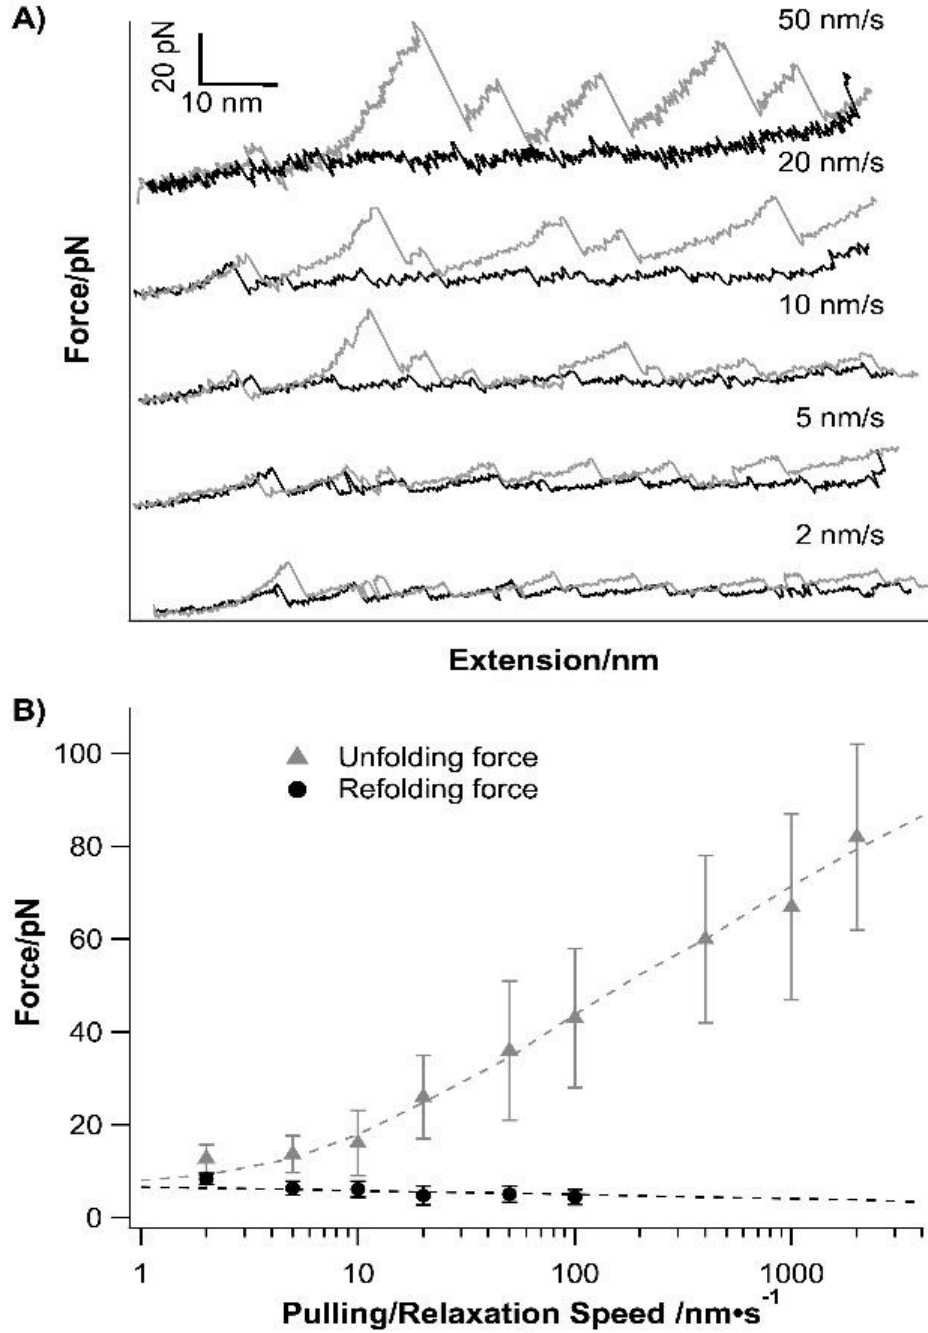 A)
50 nm/s
20 pN
10 nm
20 nm/s
10 nm/s
5 nm/s
2 nm/s
Force/pN
Extension/nm
B)
Unfolding force
Refolding force
100
80
60
40
20
0
Force/pN
1 10 100 1000
Pulling/Relaxation Speed /nm•s⁻¹